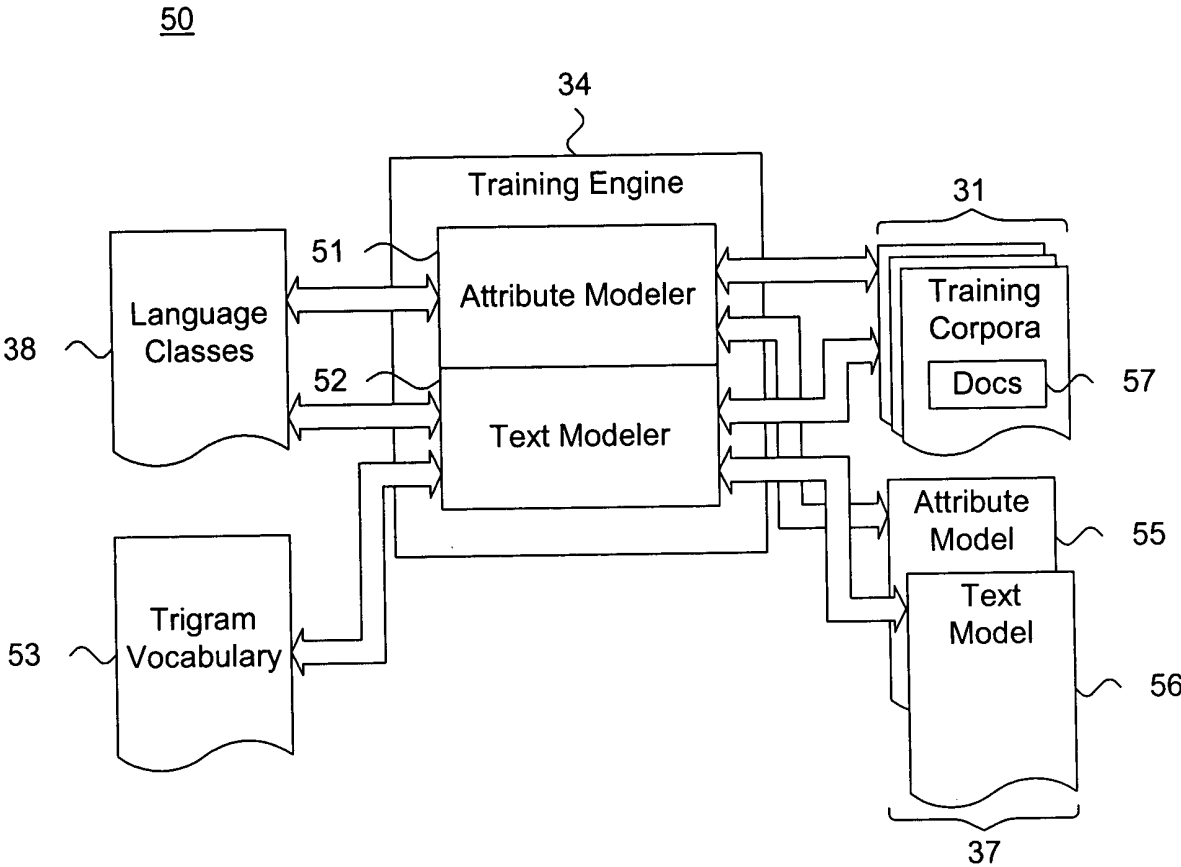 50
34
Training Engine
31
51
Attribute Modeler
Language
Classes
38
Training
Corpora
Docs
57
52
Text Modeler
Attribute
Model
55
Trigram
Vocabulary
53
Text
Model
56
37